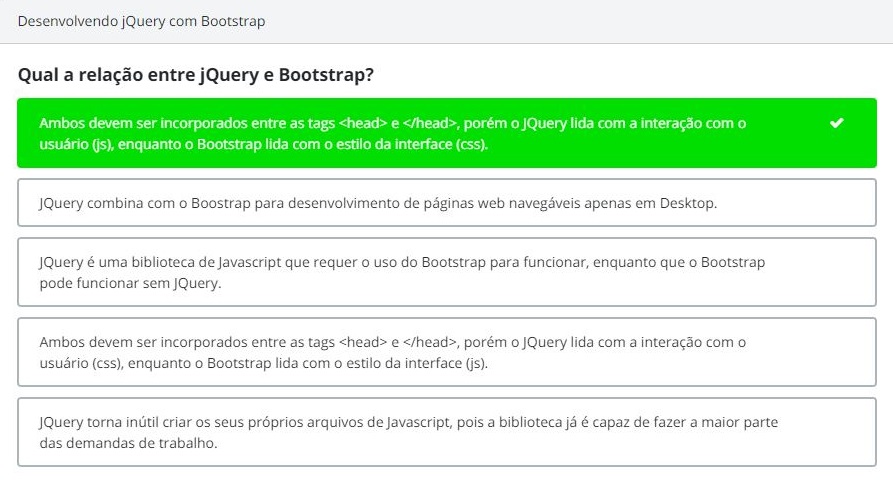 Desenvolvendo jQuery com Bootstrap
Qual a relação entre jQuery e Bootstrap?
Ambos devem ser incorporados entre as tags <head> e </head>, porém o JQuery lida com a interação com o
usuário (js), enquanto o Bootstrap lida com o estilo da interface (css).
JQuery combina com o Boostrap para desenvolvimento de páginas web navegáveis apenas em Desktop.
JQuery é uma biblioteca de Javascript que requer o uso do Bootstrap para funcionar, enquanto que o Bootstrap
pode funcionar sem JQuery.
Ambos devem ser incorporados entre as tags <head> e </head>, porém o JQuery lida com a interação com o
usuário (css), enquanto o Bootstrap lida com o estilo da interface (js).
JQuery torna inútil criar os seus próprios arquivos de Javascript, pois a biblioteca já é capaz de fazer a maior parte
das demandas de trabalho.